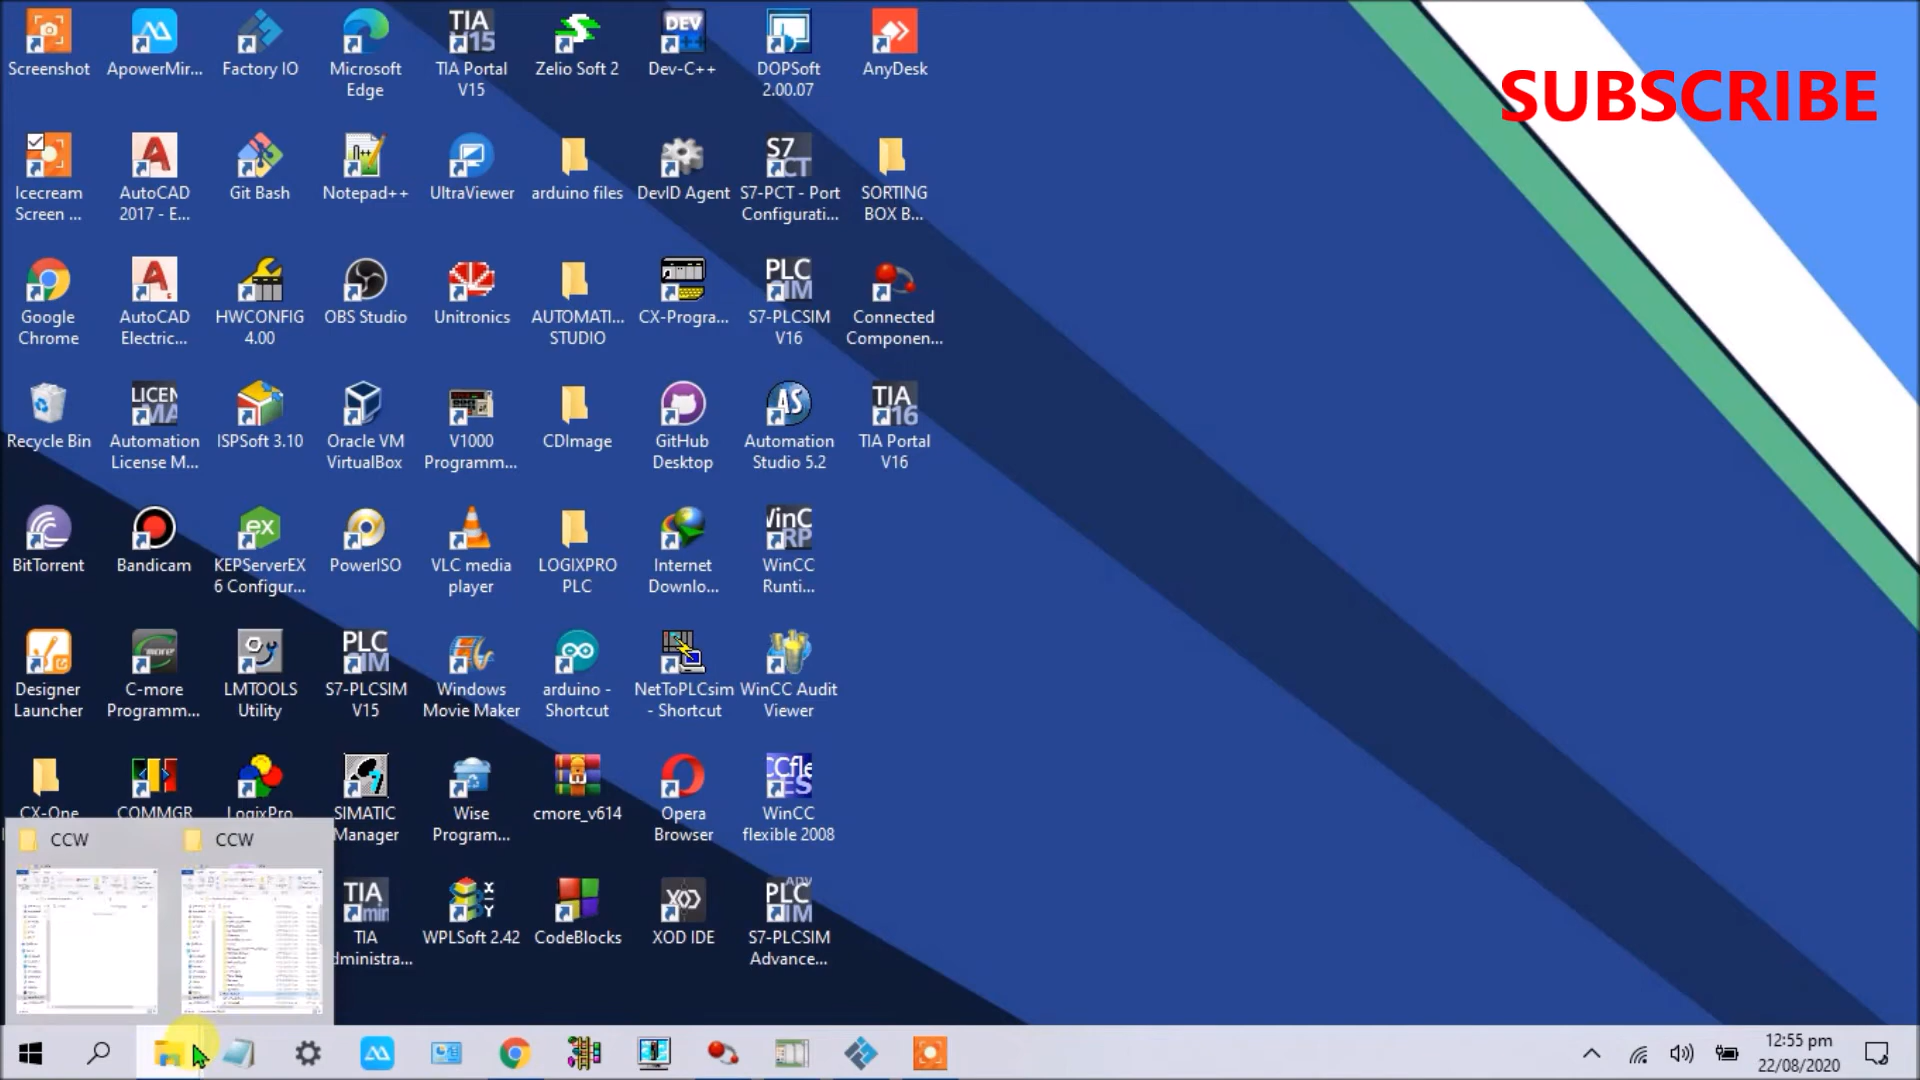 Screenshot
ApowerMir...
Factory IO
Microsoft
Edge
TIA Portal
V15
Zelio Soft 2
Dev-C++
DOPSoft
2.00.07
AnyDesk
SUBSCRIBE
Icecream
Screen ...
AutoCAD
2017 - E...
Git Bash
Notepad++
UltraViewer
arduino files
DevID Agent
S7-PCT - Port
Configurati...
SORTING
BOX B...
Google
Chrome
AutoCAD
Electric...
HWCONFIG
4.00
OBS Studio
Unitronics
AUTOMATI...
STUDIO
CX-Progra...
S7-PLCSIM
V16
Connected
Componen...
Recycle Bin
Automation
License M...
ISPSoft 3.10
Oracle VM
VirtualBox
V1000
Programm...
CDImage
GitHub
Desktop
Automation
Studio 5.2
TIA Portal
V16
BitTorrent
Bandicam
KEPServerEX
6 Configur...
PowerISO
VLC media
player
LOGIXPRO
PLC
Internet
Downlo...
WinCC
Runti...
Designer
Launcher
C-more
Programm...
LMTOOLS
Utility
S7-PLCSIM
V15
Windows
Movie Maker
arduino -
Shortcut
NetToPLCsim
- Shortcut
WinCC Audit
Viewer
CX-One
COMMGR
LogixPro
SIMATIC
Manager
Wise
Program...
cmore_v614
Opera
Browser
WinCC
flexible 2008
CCW
CCW
TIA
dministra...
WPLSoft 2.42
CodeBlocks
XOD IDE
S7-PLCSIM
Advance...
12:55 pm
22/08/2020